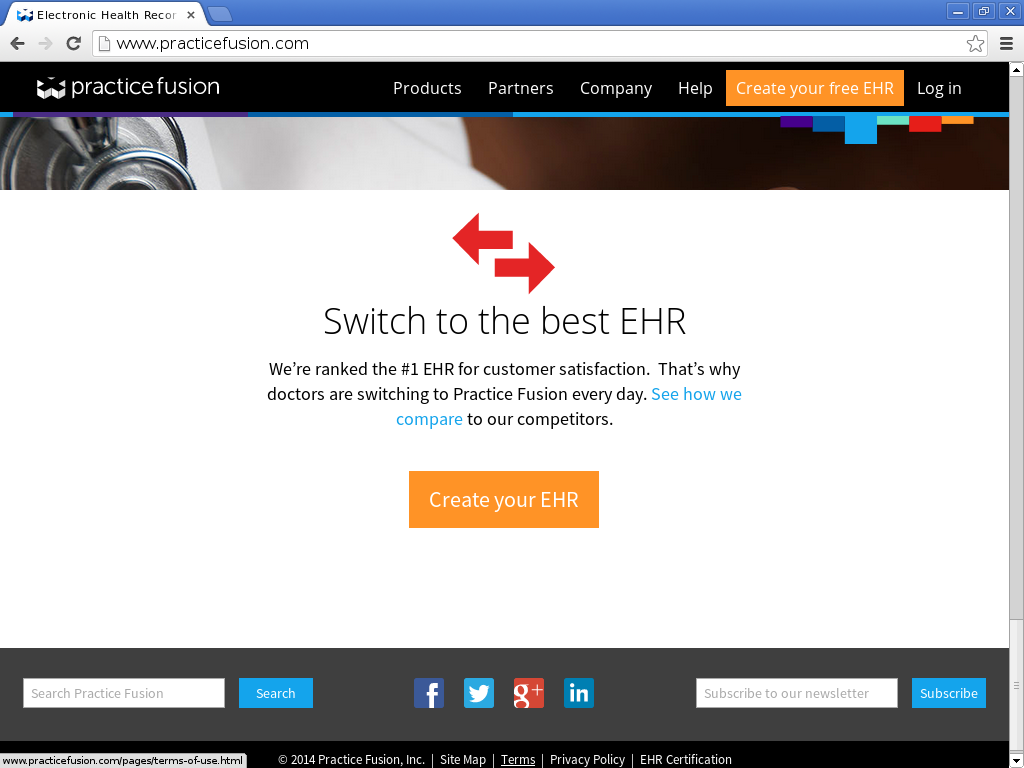 Electronic Health Recor
www.practicefusion.com
practice fusion
Products Partners Company Help Create your free EHR Log in
Switch to the best EHR
We're ranked the #1 EHR for customer satisfaction. That's why
doctors are switching to Practice Fusion every day. See how we
compare to our competitors.
Create your EHR
Search Practice Fusion Search f g+ in Subscribe to our newsletter Subscribe
www.practicefusion.com/pages/terms-of-use.html
© 2014 Practice Fusion, Inc. | Site Map | Terms | Privacy Policy | EHR Certification